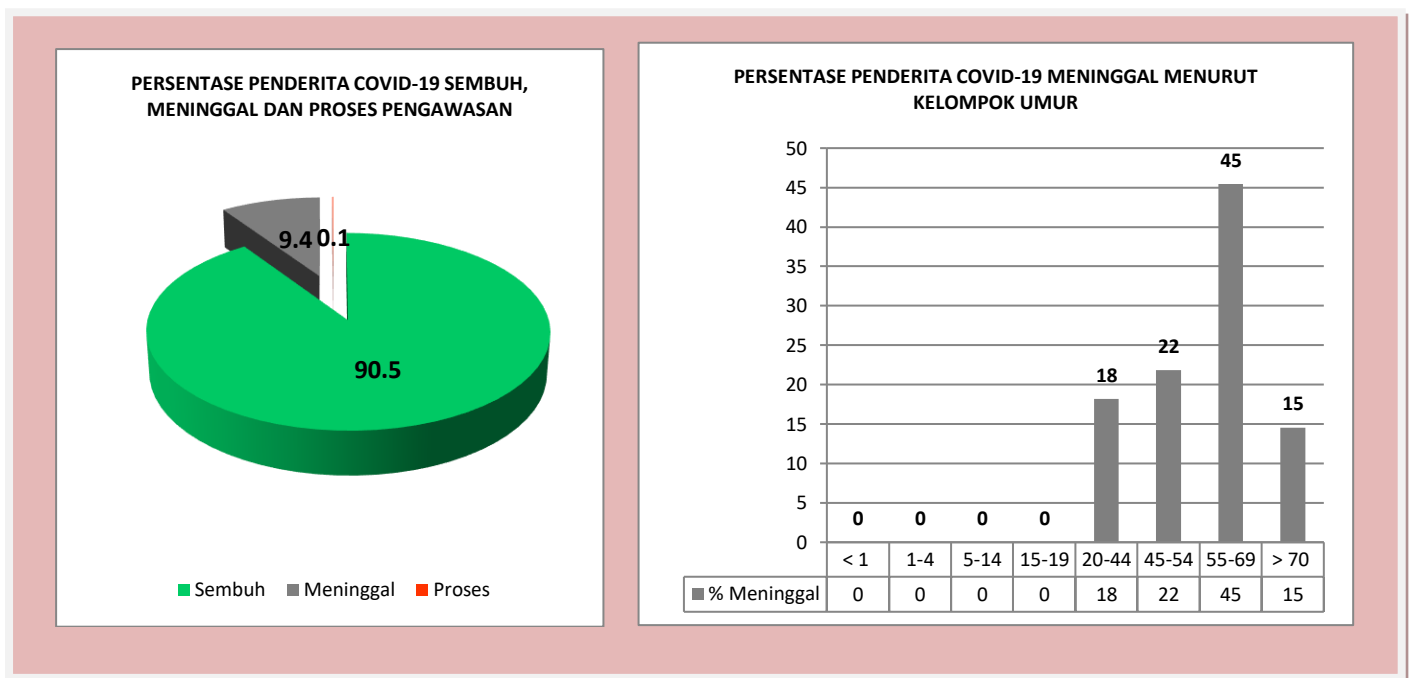 PERSENTASE PENDERITA COVID-19 SEMBUH,
MENINGGAL DAN PROSES PENGAWASAN
9.4 0.1
90.5
Sembuh Meninggal Proses
PERSENTASE PENDERITA COVID-19 MENINGGAL MENURUT
KELOMPOK UMUR
50
45
40
35
30
25
20
15
10
5
0
0 0 0 0 18 22 45 15
< 1 1-4 5-14 15-19 20-44 45-54 55-69 > 70
% Meninggal 0 0 0 0 18 22 45 15